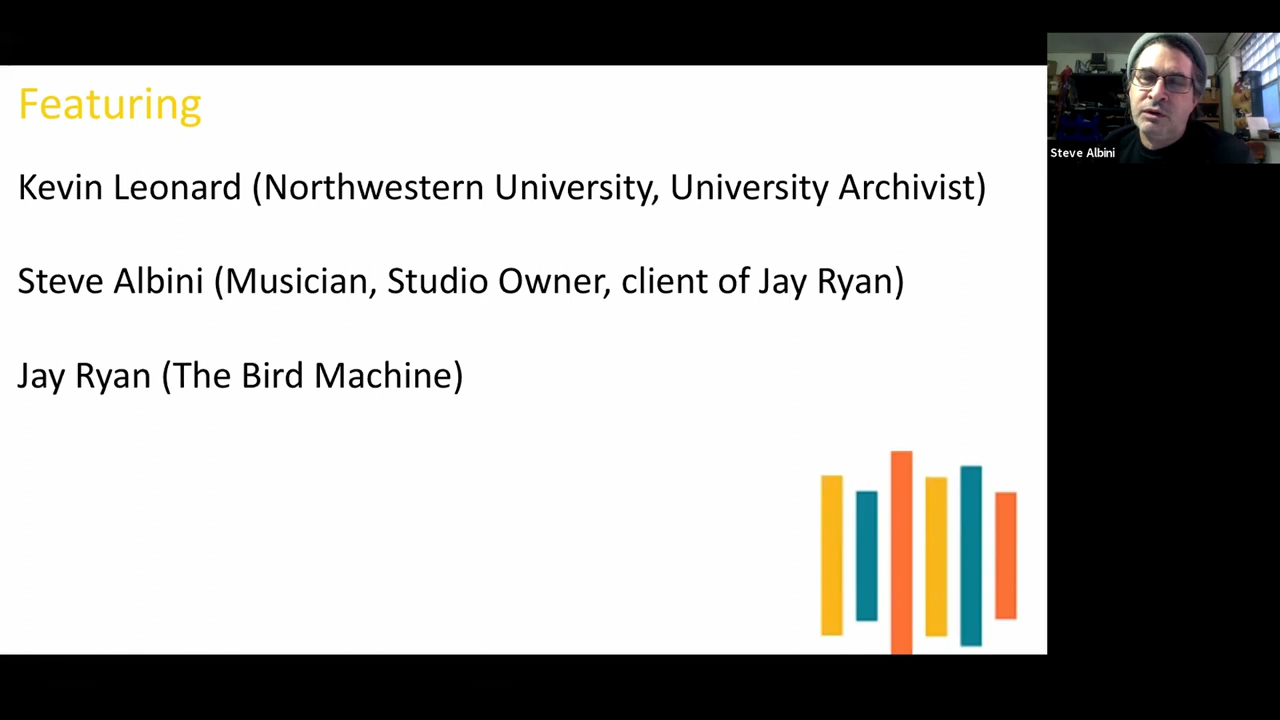 Featuring
Kevin Leonard (Northwestern University, University Archivist)
Steve Albini (Musician, Studio Owner, client of Jay Ryan)
Jay Ryan (The Bird Machine)
Steve Albini